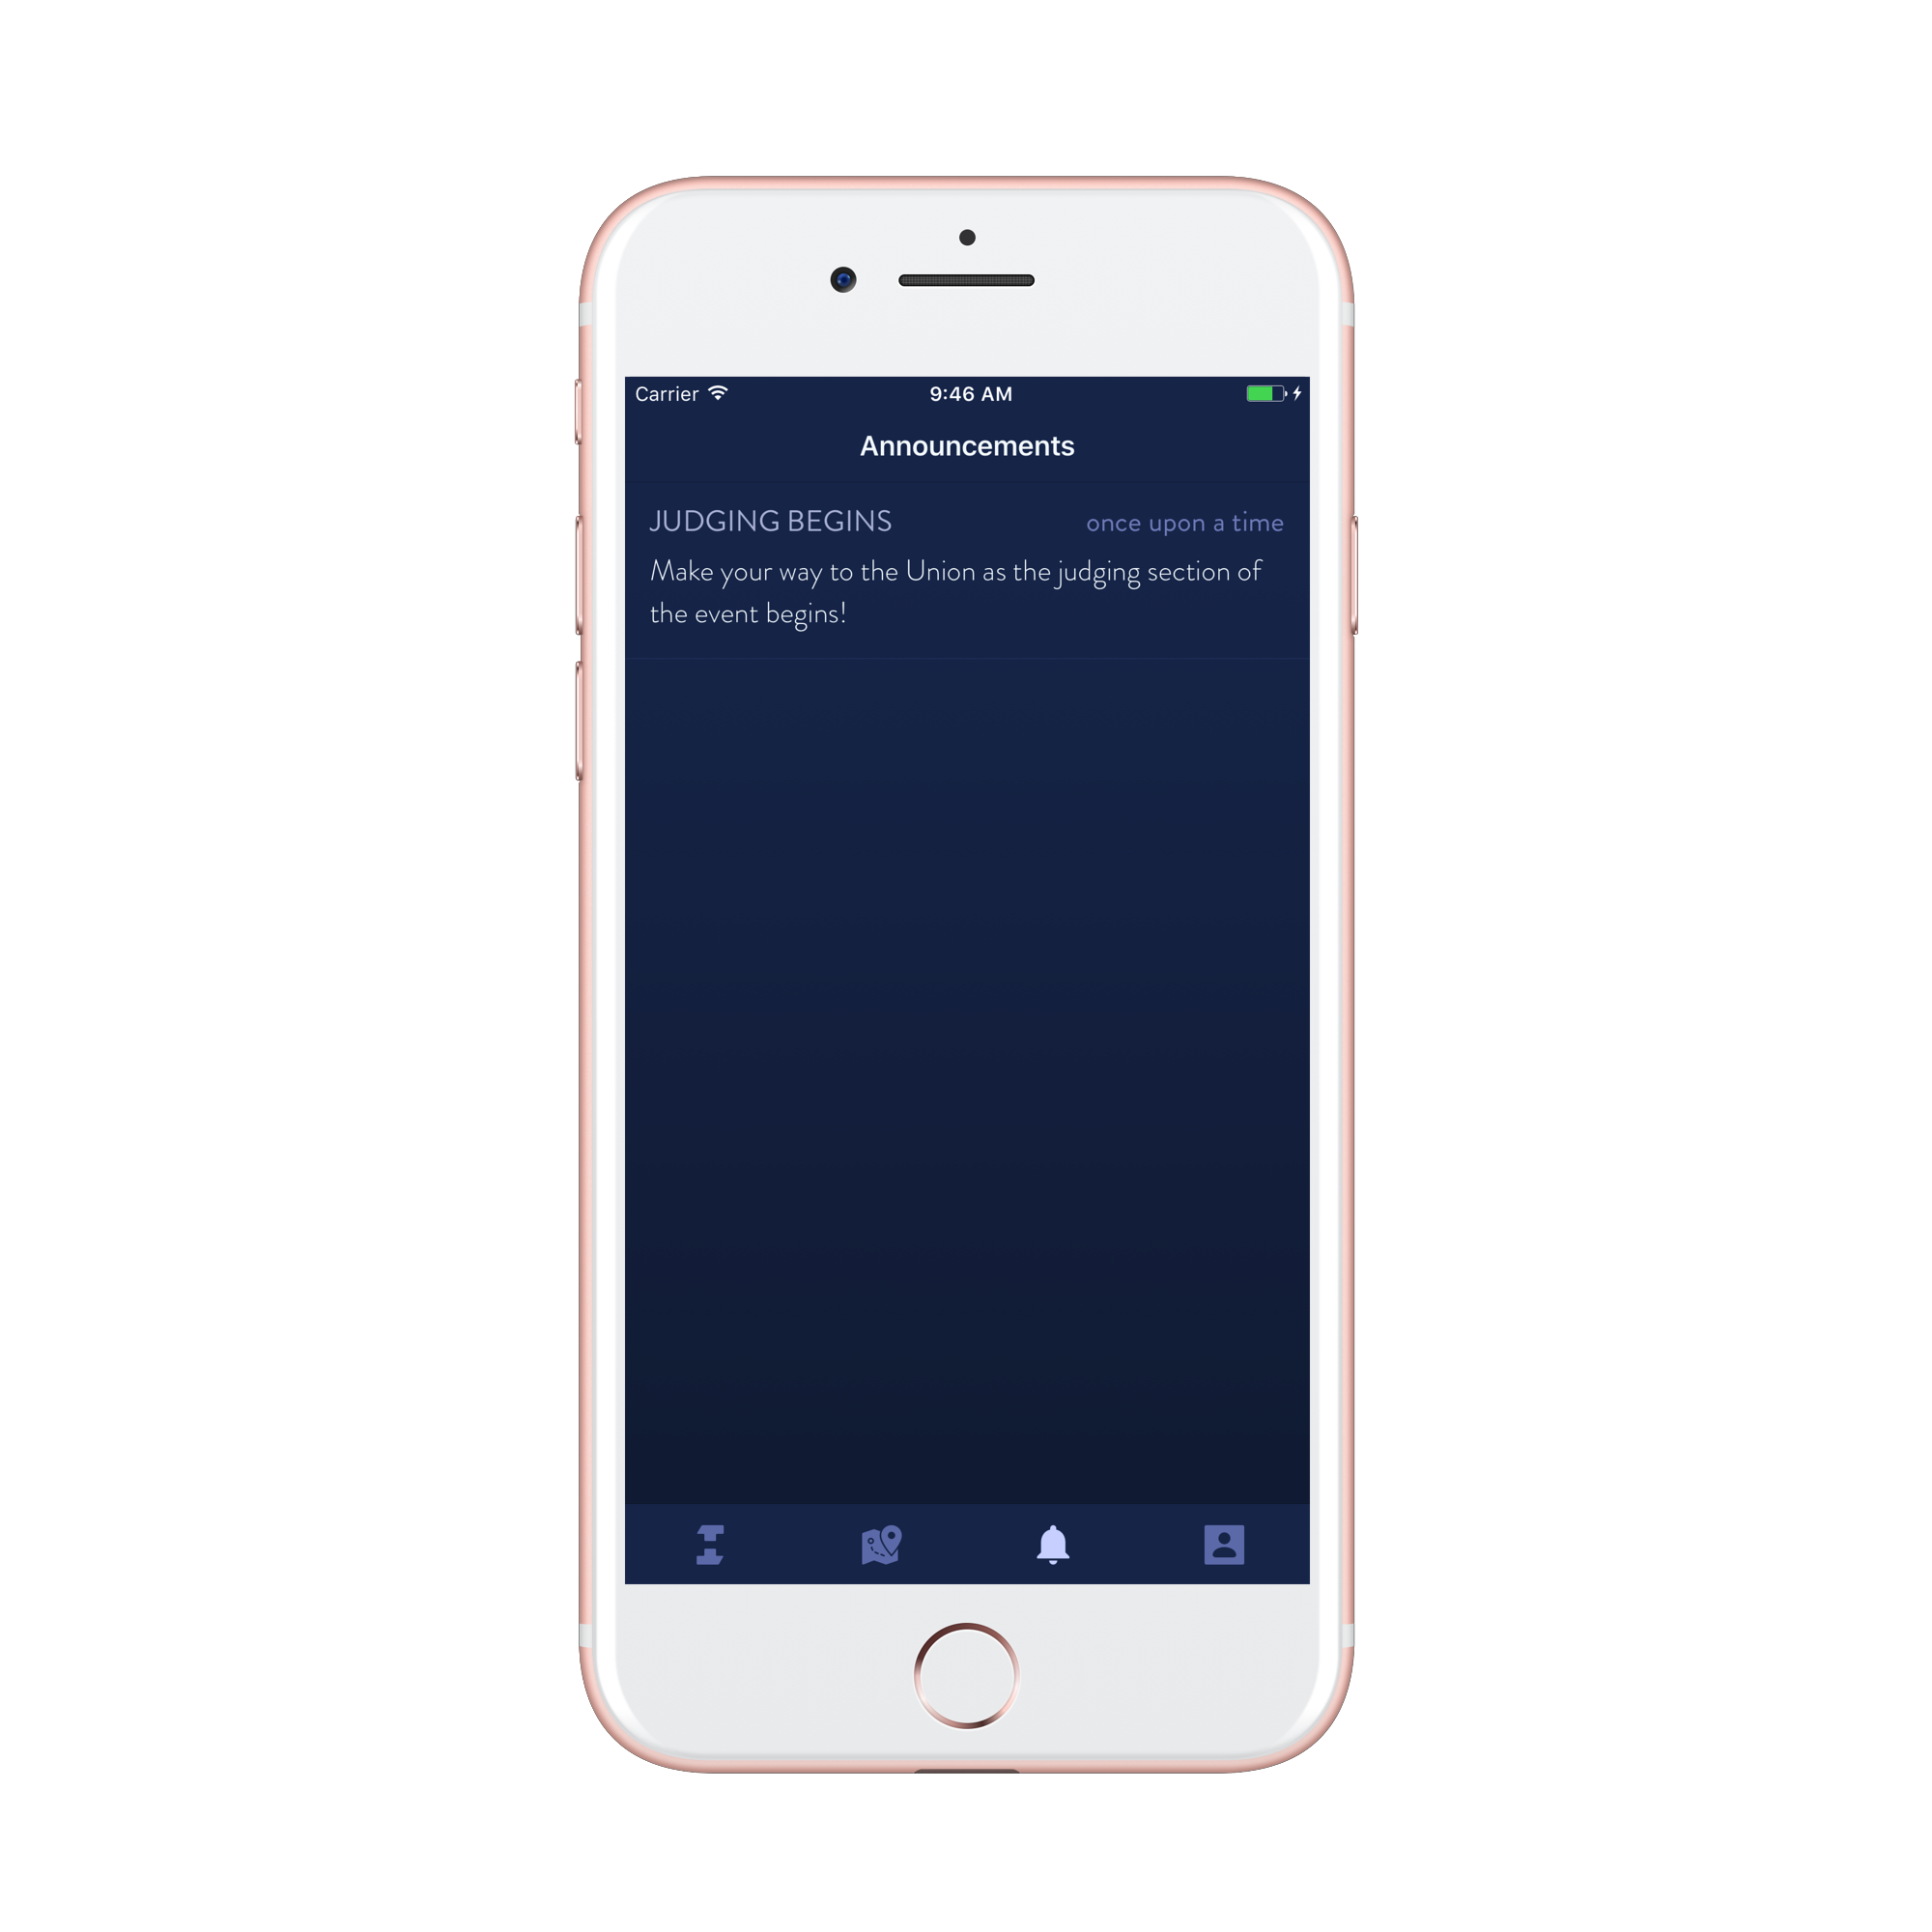 Carrier 9:46 AM
Announcements
JUDGING BEGINS once upon a time
Make your way to the Union as the judging section of
the event begins!